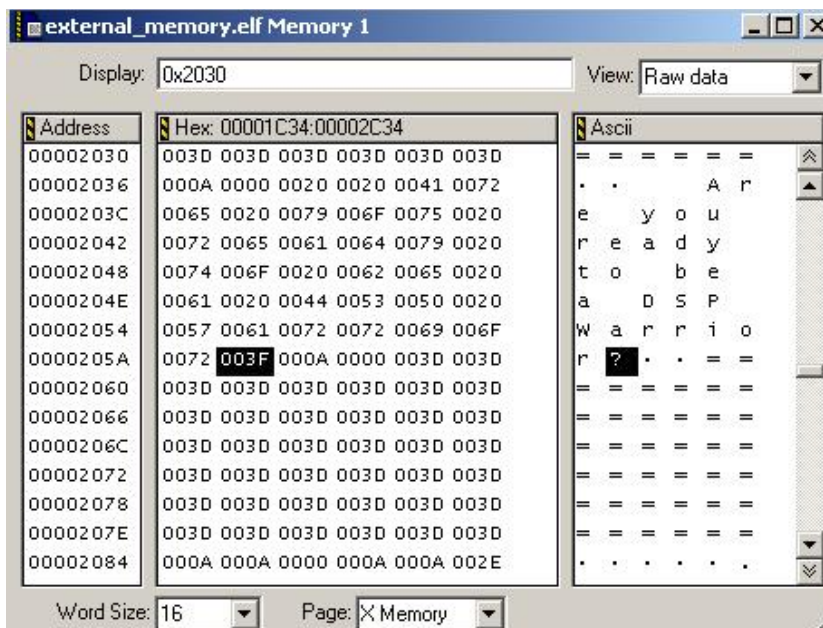 external_memory.elf Memory 1
Display: 0x2030 View: Raw data
Address Hex: 00001C34:00002C34 Ascii
00002030 003D 003D 003D 003D 003D 003D = = = = = =
00002036 000A 0000 0020 0020 0041 0072 · · A r
0000203C 0065 0020 0079 006F 0075 0020 e y o u
00002042 0072 0065 0061 0064 0079 0020 r e a d y
00002048 0074 006F 0020 0062 0065 0020 t o b e
0000204E 0061 0020 0044 0053 0050 0020 a D S P
00002054 0057 0061 0072 0072 0069 006F W a r r i o
0000205A 0072 003F 000A 0000 003D 003D r ? · · = =
00002060 003D 003D 003D 003D 003D 003D = = = = = =
00002066 003D 003D 003D 003D 003D 003D = = = = = =
0000206C 003D 003D 003D 003D 003D 003D = = = = = =
00002072 003D 003D 003D 003D 003D 003D = = = = = =
00002078 003D 003D 003D 003D 003D 003D = = = = = =
0000207E 003D 003D 003D 003D 003D 003D = = = = = =
00002084 000A 000A 0000 000A 000A 002E · · · · · .
Word Size: 16 Page: X Memory